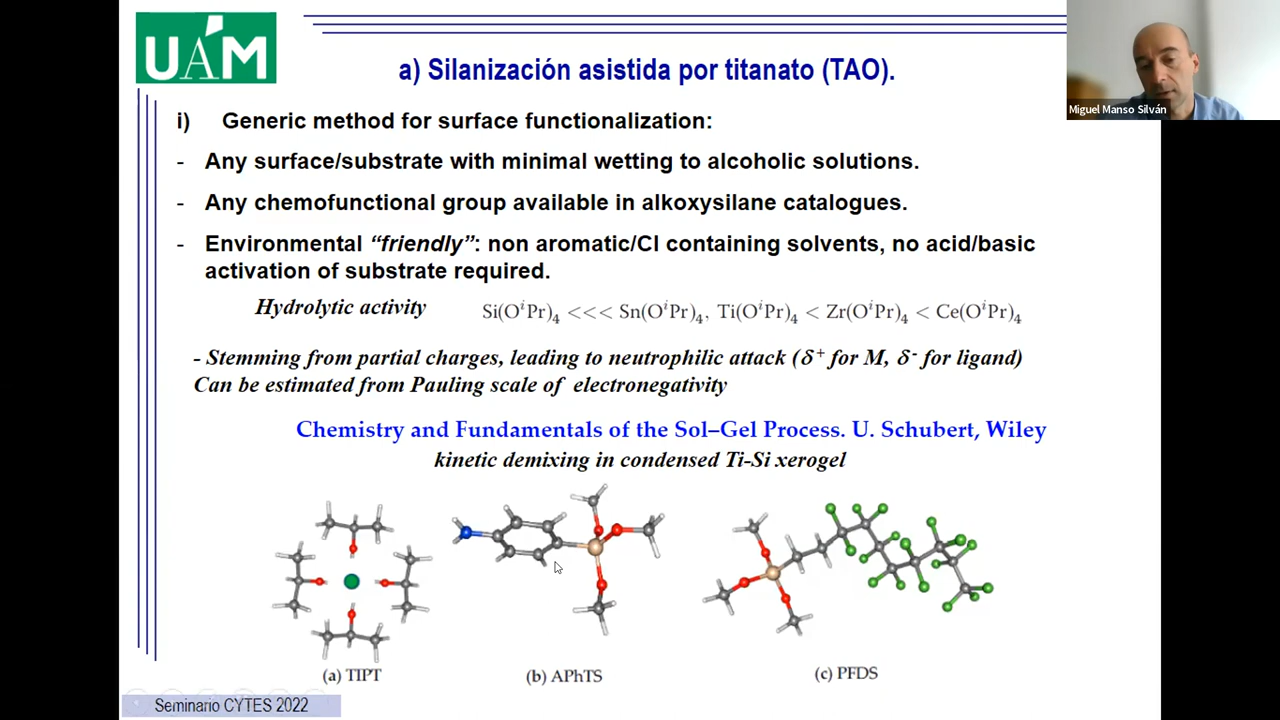 UAM
a) Silanización asistida por titanato (TAO).
Miguel Manso Silván
i) Generic method for surface functionalization:
- Any surface/substrate with minimal wetting to alcoholic solutions.
- Any chemofunctional group available in alkoxysilane catalogues.
- Environmental “friendly”: non aromatic/Cl containing solvents, no acid/basic
activation of substrate required.
Hydrolytic activity Si(OⁱPr)₄ <<< Sn(OⁱPr)₄, Ti(OⁱPr)₄ < Zr(OⁱPr)₄ < Ce(OⁱPr)₄
- Stemming from partial charges, leading to neutrophilic attack (δ⁺ for M, δ⁻ for ligand)
Can be estimated from Pauling scale of electronegativity
Chemistry and Fundamentals of the Sol–Gel Process. U. Schubert, Wiley
kinetic demixing in condensed Ti-Si xerogel
(a) TIPT
(b) APhTS
(c) PFDS
Seminario CYTES 2022